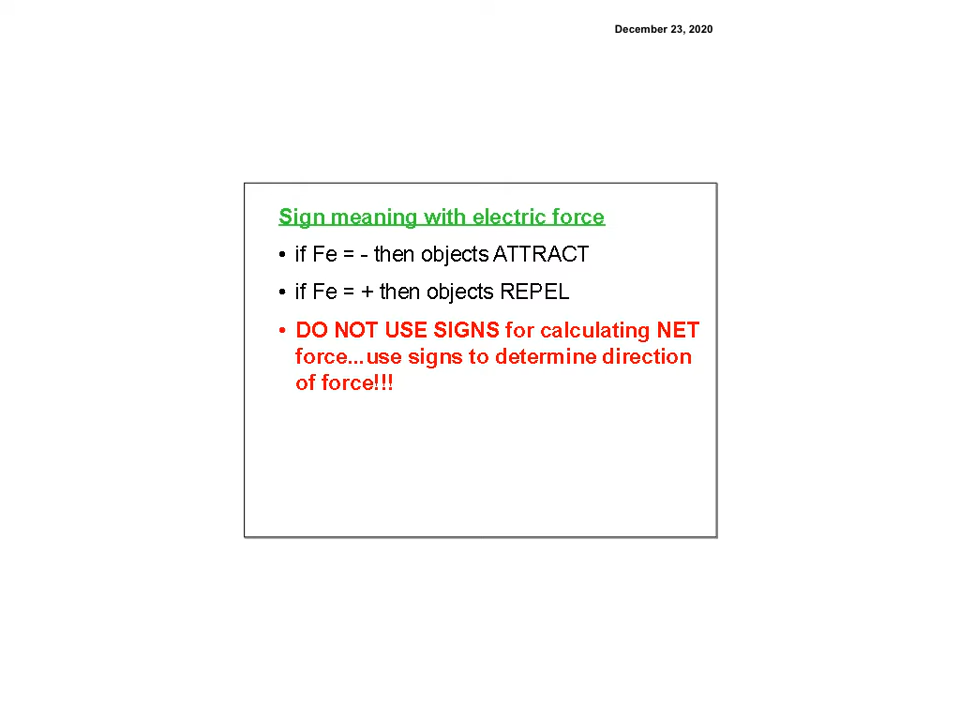 December 23, 2020
Sign meaning with electric force
• if Fe = - then objects ATTRACT
• if Fe = + then objects REPEL
• DO NOT USE SIGNS for calculating NET
force...use signs to determine direction
of force!!!